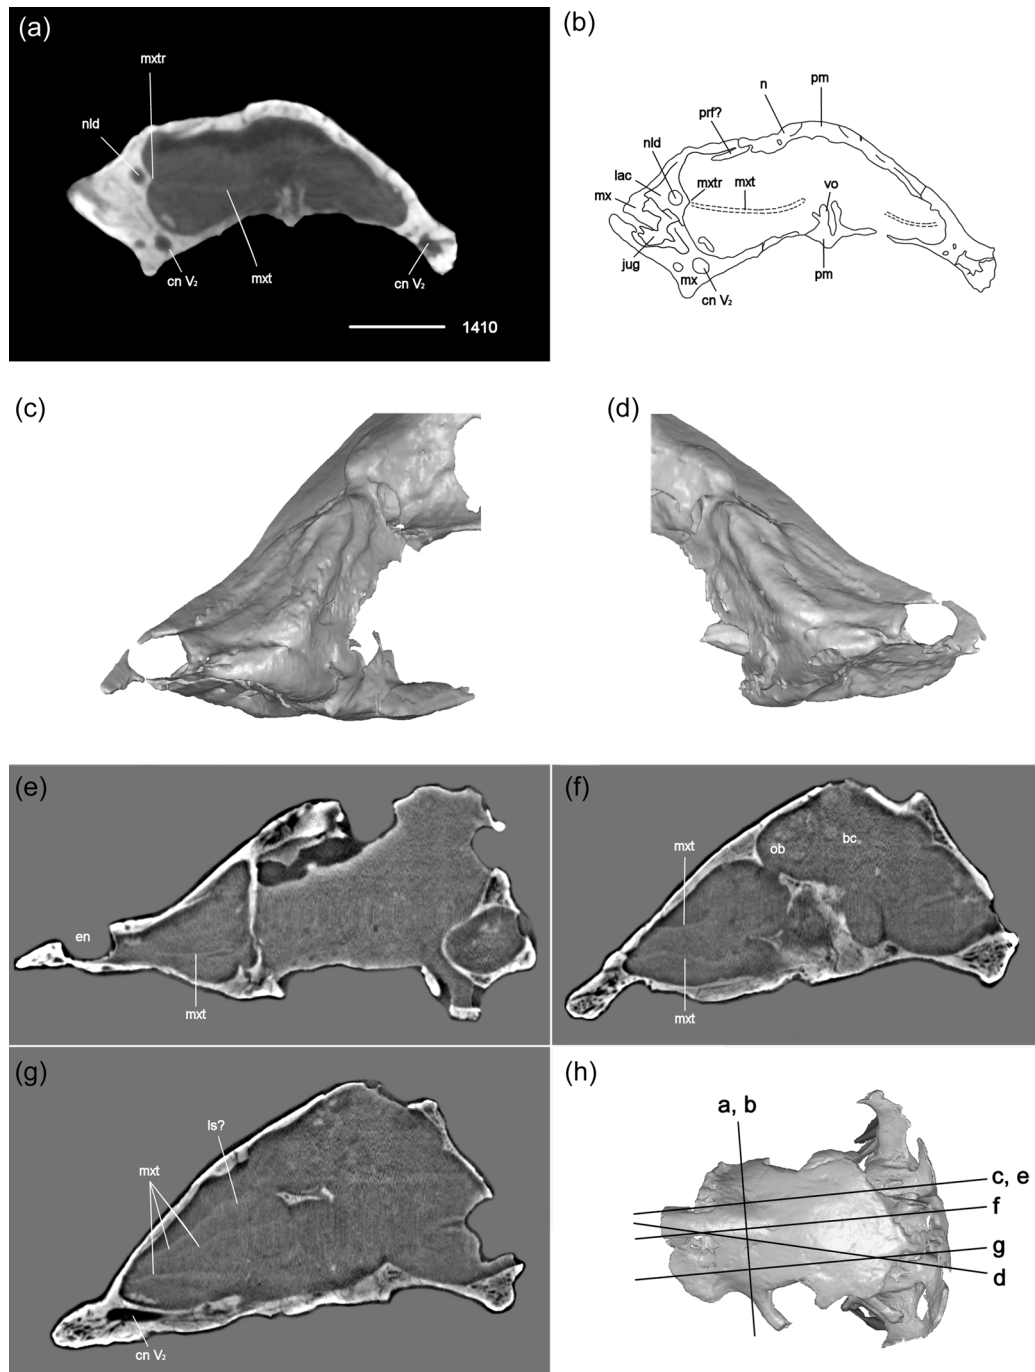 (a)
mxtr
nld
cn V₂
mxt
cn V₂
1410
(b)
pm
n
prf?
nld
lac
mxtr
mxt
vo
mx
jug
mx
cn V₂
pm
(c)
(d)
(e)
en
mxt
(f)
mxt
ob
bc
mxt
(g)
ls?
mxt
cn V₂
(h)
a, b
c, e
f
g
d